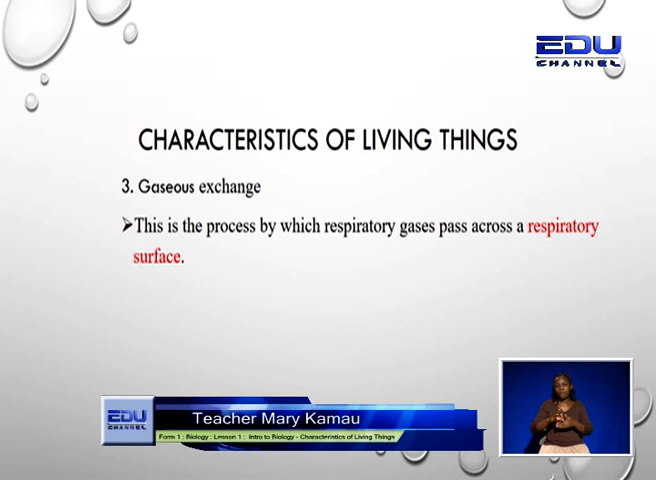 EDU
CHANNEL
CHARACTERISTICS OF LIVING THINGS
3. Gaseous exchange
➢This is the process by which respiratory gases pass across a respiratory
surface.
EDU
CHANNEL
Teacher Mary Kamau
Form 1 : Biology : Lesson 1 : Intro to Biology - Characteristics of Living Things